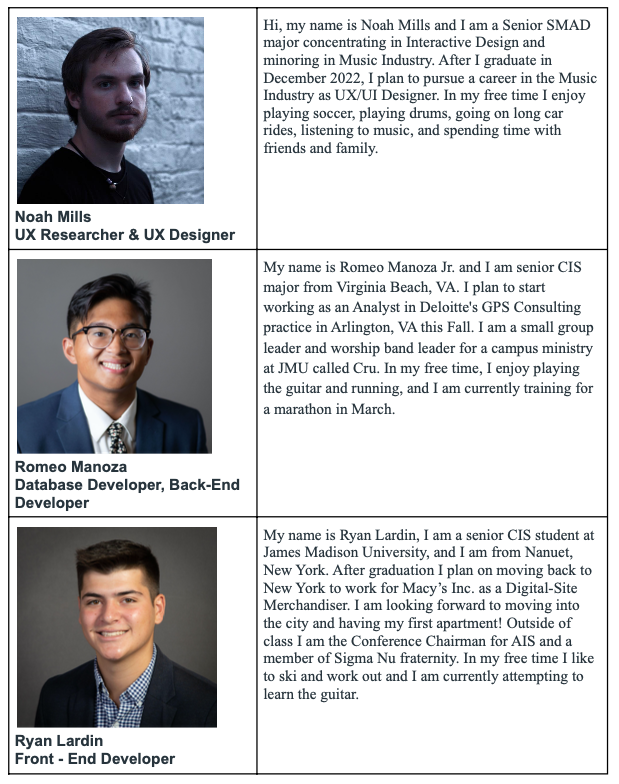 Hi, my name is Noah Mills and I am a Senior SMAD
major concentrating in Interactive Design and
minoring in Music Industry. After I graduate in
December 2022, I plan to pursue a career in the Music
Industry as UX/UI Designer. In my free time I enjoy
playing soccer, playing drums, going on long car
rides, listening to music, and spending time with
friends and family.
Noah Mills
UX Researcher & UX Designer
My name is Romeo Manoza Jr. and I am senior CIS
major from Virginia Beach, VA. I plan to start
working as an Analyst in Deloitte's GPS Consulting
practice in Arlington, VA this Fall. I am a small group
leader and worship band leader for a campus ministry
at JMU called Cru. In my free time, I enjoy playing
the guitar and running, and I am currently training for
a marathon in March.
Romeo Manoza
Database Developer, Back-End
Developer
My name is Ryan Lardin, I am a senior CIS student at
James Madison University, and I am from Nanuet,
New York. After graduation I plan on moving back to
New York to work for Macy’s Inc. as a Digital-Site
Merchandiser. I am looking forward to moving into
the city and having my first apartment! Outside of
class I am the Conference Chairman for AIS and a
member of Sigma Nu fraternity. In my free time I like
to ski and work out and I am currently attempting to
learn the guitar.
Ryan Lardin
Front - End Developer